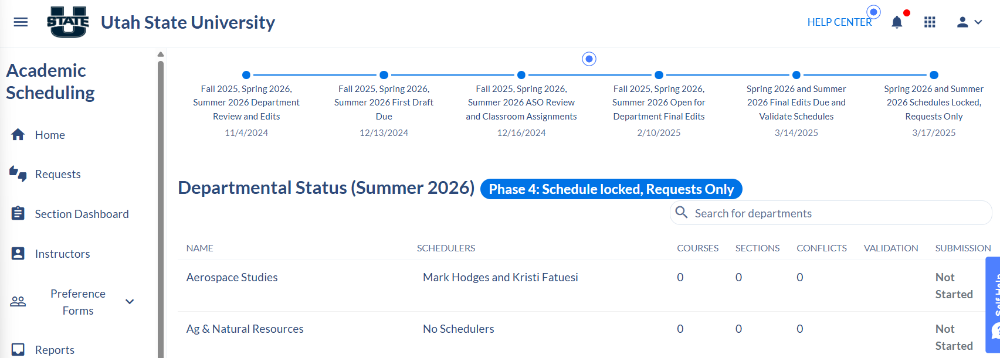 STATE
Utah State University
HELP CENTER
Academic
Scheduling
Home
Requests
Section Dashboard
Instructors
Preference
Forms
Reports
Fall 2025, Spring 2026,
Summer 2026 Department
Review and Edits
11/4/2024
Fall 2025, Spring 2026,
Summer 2026 First Draft
Due
12/13/2024
Fall 2025, Spring 2026,
Summer 2026 ASO Review
and Classroom Assignments
12/16/2024
Fall 2025, Spring 2026,
Summer 2026 Open for
Department Final Edits
2/10/2025
Spring 2026 and Summer
2026 Final Edits Due and
Validate Schedules
3/14/2025
Spring 2026 and Summer
2026 Schedules Locked,
Requests Only
3/17/2025
Departmental Status (Summer 2026) Phase 4: Schedule locked, Requests Only
Search for departments
NAME SCHEDULERS COURSES SECTIONS CONFLICTS VALIDATION SUBMISSION
Aerospace Studies Mark Hodges and Kristi Fatuesi 0 0 0 Not
Started
Ag & Natural Resources No Schedulers 0 0 0 Not
Started
Self Help